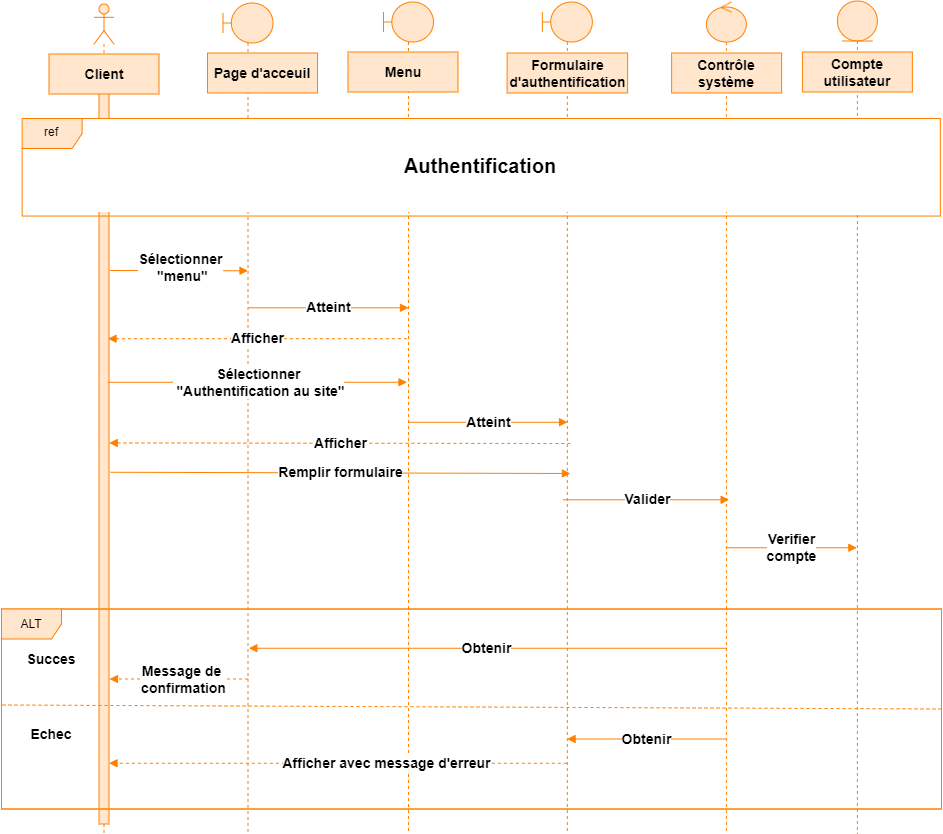 Client
Page d'acceuil
Menu
Formulaire
d'authentification
Contrôle
système
Compte
utilisateur
ref
Authentification
Sélectionner
"menu"
Atteint
Afficher
Sélectionner
"Authentification au site"
Atteint
Afficher
Remplir formulaire
Valider
Verifier
compte
ALT
Succes
Obtenir
Message de
confirmation
Echec
Obtenir
Afficher avec message d'erreur